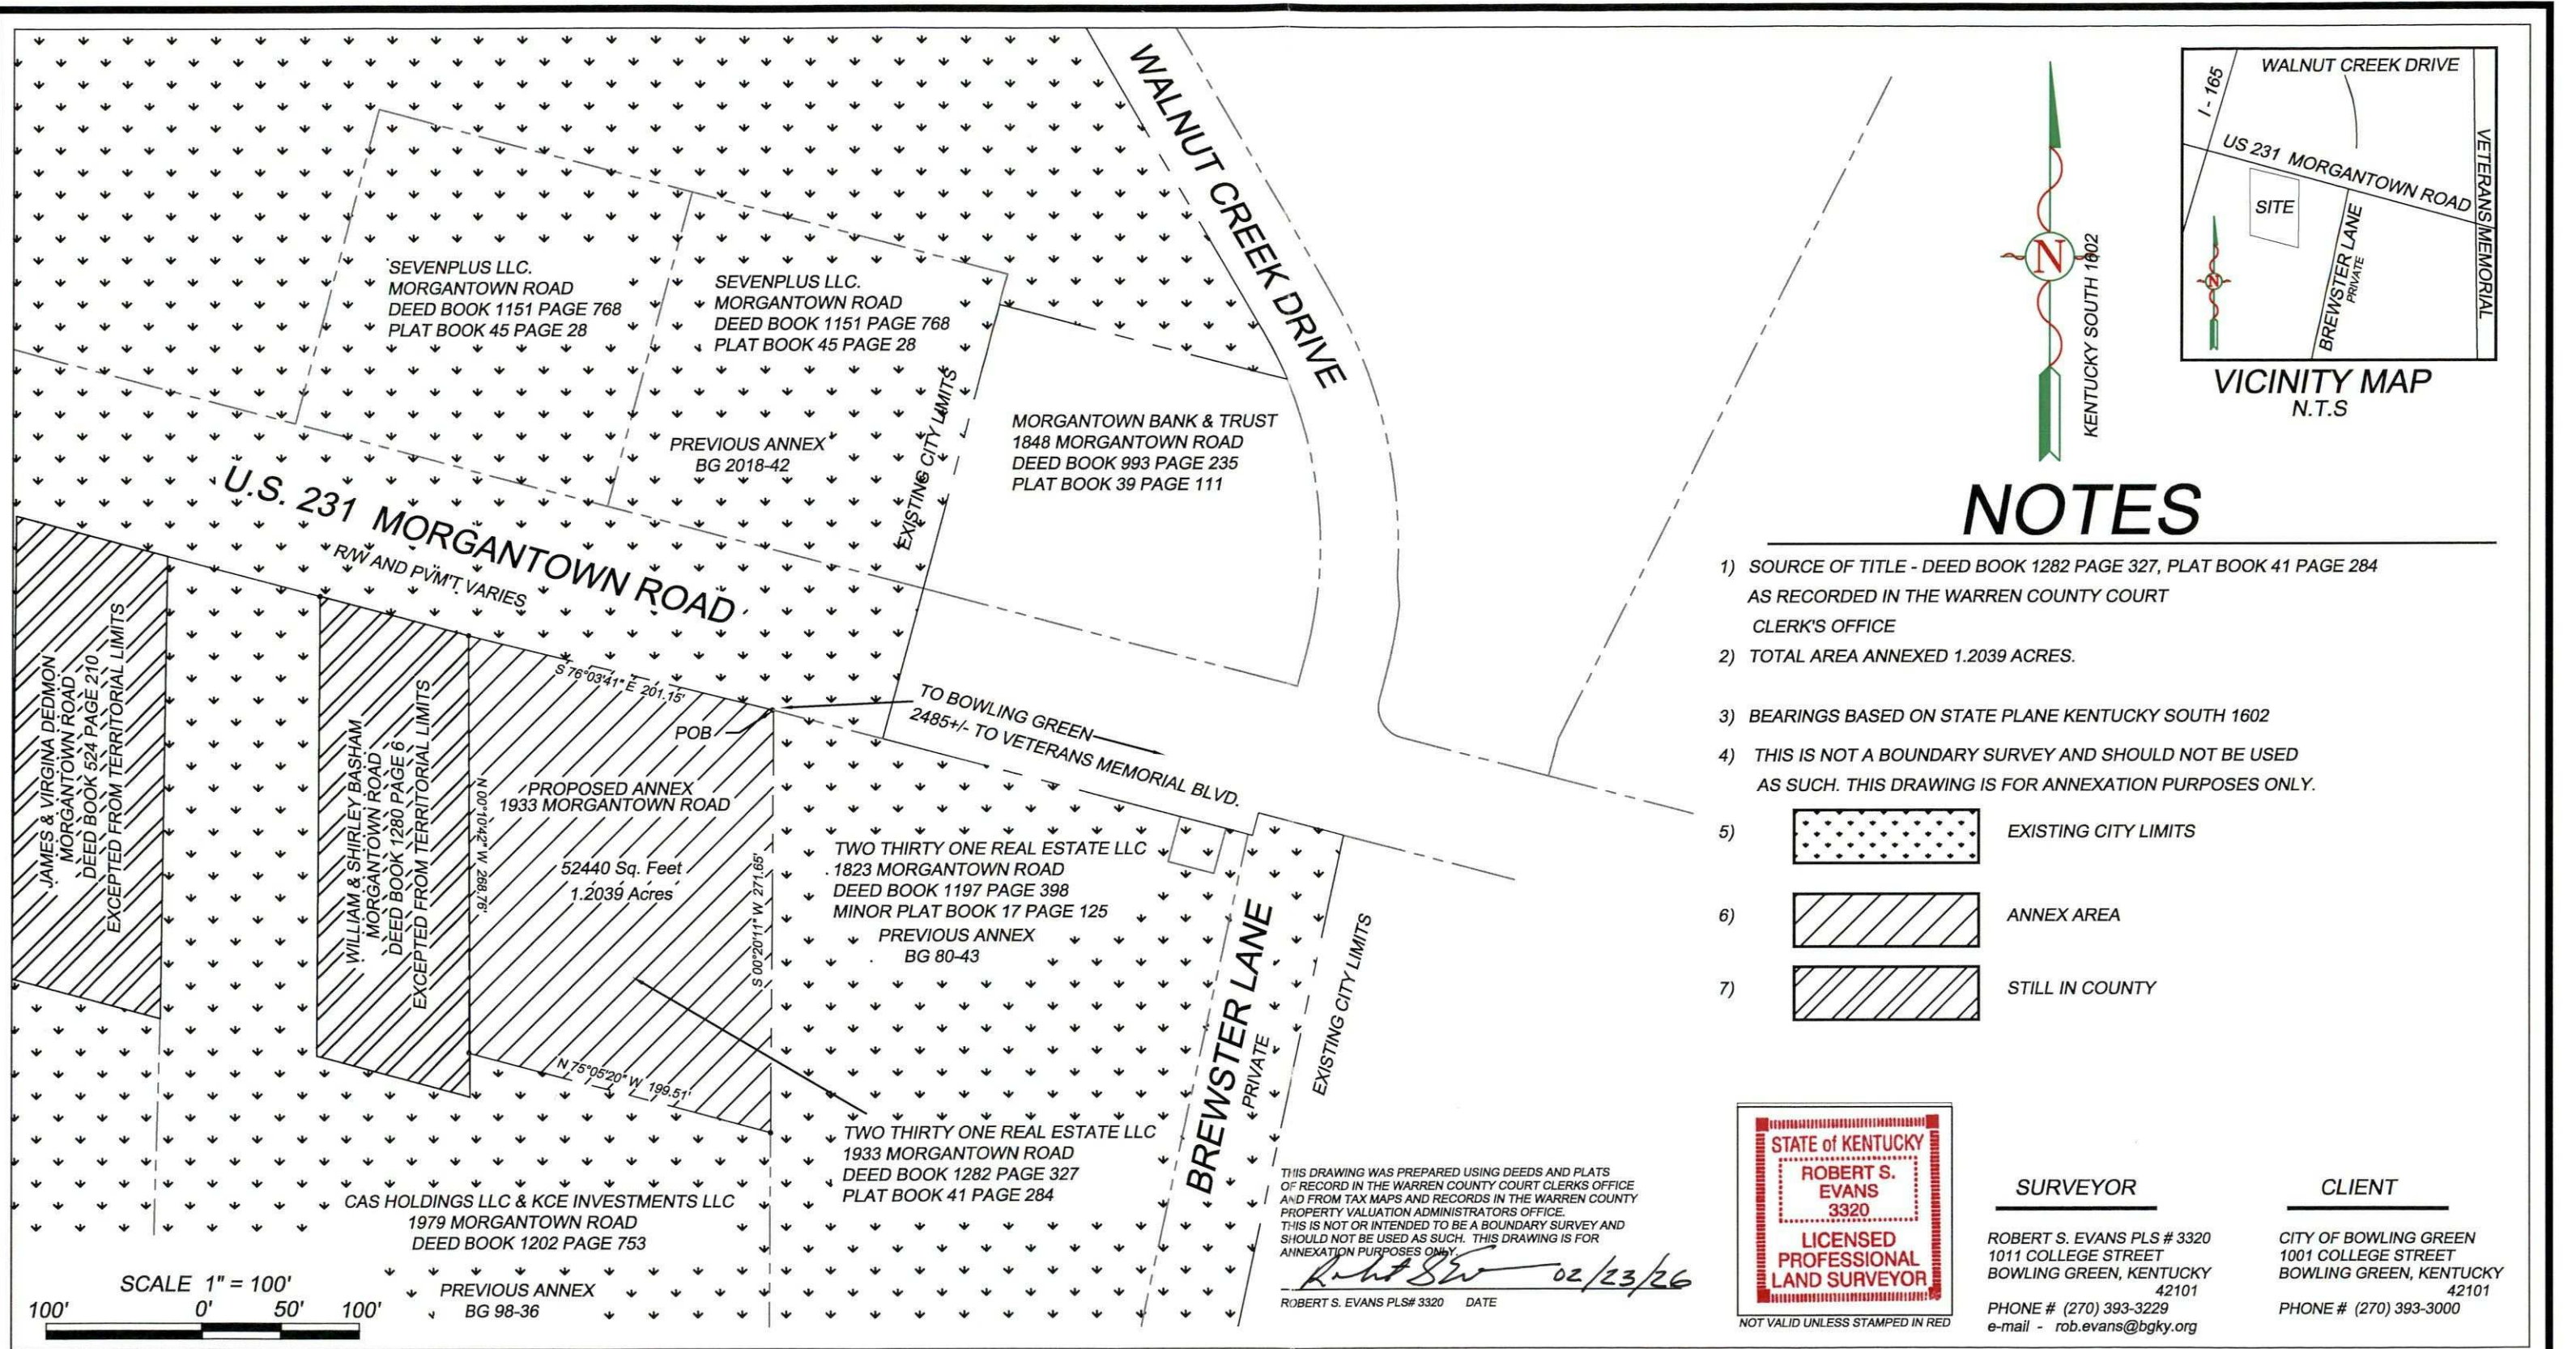 WALNUT CREEK DRIVE
SEVENPLUS LLC.
MORGANTOWN ROAD
DEED BOOK 1151 PAGE 768
PLAT BOOK 45 PAGE 28
SEVENPLUS LLC.
MORGANTOWN ROAD
DEED BOOK 1151 PAGE 768
PLAT BOOK 45 PAGE 28
PREVIOUS ANNEX
BG 2018-42
EXISTING CITY LIMITS
MORGANTOWN BANK & TRUST
1848 MORGANTOWN ROAD
DEED BOOK 993 PAGE 235
PLAT BOOK 39 PAGE 111
U.S. 231 MORGANTOWN ROAD
R/W AND PVM'T VARIES
JAMES & VIRGINA DEDMON
MORGANTOWN ROAD
DEED BOOK 524 PAGE 210
EXCEPTED FROM TERRITORIAL LIMITS
WILLIAM & SHIRLEY BASHAM
MORGANTOWN ROAD
DEED BOOK 1280 PAGE 6
EXCEPTED FROM TERRITORIAL LIMITS
S 76°03'41" E 201.15'
POB
TO BOWLING GREEN
2485+/- TO VETERANS MEMORIAL BLVD.
N 00°10'42" W 268.76'
PROPOSED ANNEX
1933 MORGANTOWN ROAD
52440 Sq. Feet
1.2039 Acres
S 00°20'11" W 271.65'
N 75°05'20" W 199.51'
TWO THIRTY ONE REAL ESTATE LLC
1823 MORGANTOWN ROAD
DEED BOOK 1197 PAGE 398
MINOR PLAT BOOK 17 PAGE 125
PREVIOUS ANNEX
BG 80-43
BREWSTER LANE
PRIVATE
EXISTING CITY LIMITS
TWO THIRTY ONE REAL ESTATE LLC
1933 MORGANTOWN ROAD
DEED BOOK 1282 PAGE 327
PLAT BOOK 41 PAGE 284
CAS HOLDINGS LLC & KCE INVESTMENTS LLC
1979 MORGANTOWN ROAD
DEED BOOK 1202 PAGE 753
PREVIOUS ANNEX
BG 98-36
SCALE 1" = 100'
100' 0' 50' 100'
THIS DRAWING WAS PREPARED USING DEEDS AND PLATS
OF RECORD IN THE WARREN COUNTY COURT CLERKS OFFICE
AND FROM TAX MAPS AND RECORDS IN THE WARREN COUNTY
PROPERTY VALUATION ADMINISTRATORS OFFICE.
THIS IS NOT OR INTENDED TO BE A BOUNDARY SURVEY AND
SHOULD NOT BE USED AS SUCH. THIS DRAWING IS FOR
ANNEXATION PURPOSES ONLY.
02/23/26
ROBERT S. EVANS PLS# 3320 DATE
N
KENTUCKY SOUTH 1602
I - 165
WALNUT CREEK DRIVE
US 231 MORGANTOWN ROAD
VETERANS MEMORIAL
SITE
BREWSTER LANE
PRIVATE
N
VICINITY MAP
N.T.S
NOTES
1) SOURCE OF TITLE - DEED BOOK 1282 PAGE 327, PLAT BOOK 41 PAGE 284
AS RECORDED IN THE WARREN COUNTY COURT
CLERK'S OFFICE
2) TOTAL AREA ANNEXED 1.2039 ACRES.
3) BEARINGS BASED ON STATE PLANE KENTUCKY SOUTH 1602
4) THIS IS NOT A BOUNDARY SURVEY AND SHOULD NOT BE USED
AS SUCH. THIS DRAWING IS FOR ANNEXATION PURPOSES ONLY.
5) EXISTING CITY LIMITS
6) ANNEX AREA
7) STILL IN COUNTY
STATE of KENTUCKY
ROBERT S.
EVANS
3320
LICENSED
PROFESSIONAL
LAND SURVEYOR
NOT VALID UNLESS STAMPED IN RED
SURVEYOR
ROBERT S. EVANS PLS # 3320
1011 COLLEGE STREET
BOWLING GREEN, KENTUCKY
42101
PHONE # (270) 393-3229
e-mail - rob.evans@bgky.org
CLIENT
CITY OF BOWLING GREEN
1001 COLLEGE STREET
BOWLING GREEN, KENTUCKY
42101
PHONE # (270) 393-3000